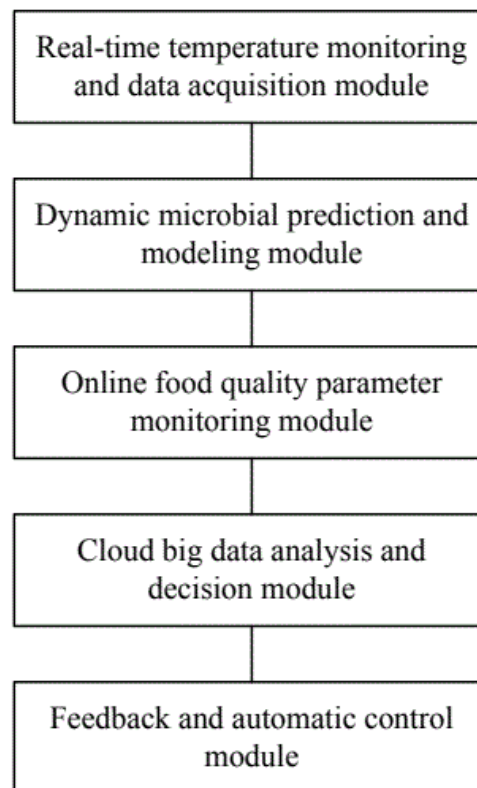 Real-time temperature monitoring
and data acquisition module
Dynamic microbial prediction and
modeling module
Online food quality parameter
monitoring module
Cloud big data analysis and
decision module
Feedback and automatic control
module